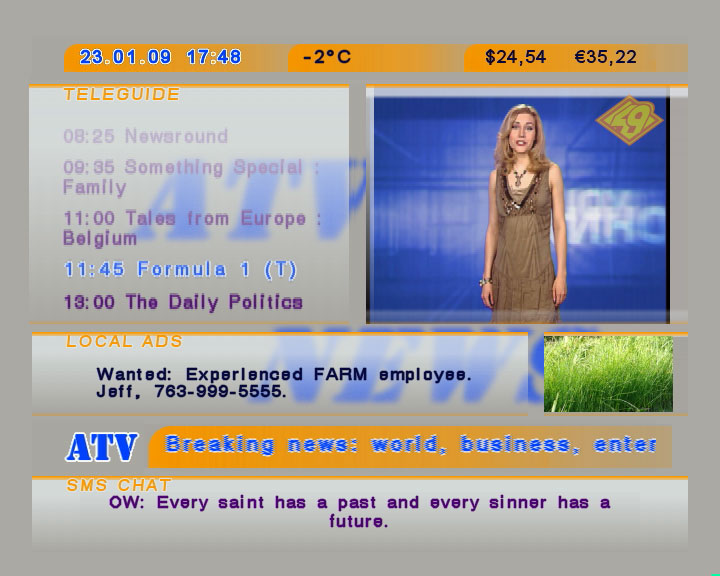 23.01.09 17:48
-2°C
$24,54 €35,22
TELEGUIDE
08:25 Newsround
09:35 Something Special :
Family
11:00 Tales from Europe :
Belgium
11:45 Formula 1 (T)
13:00 The Daily Politics
ATV
NEWS
LOCAL ADS
Wanted: Experienced FARM employee.
Jeff, 763-999-5555.
ATV
Breaking news: world, business, enter
SMS CHAT
OW: Every saint has a past and every sinner has a
future.